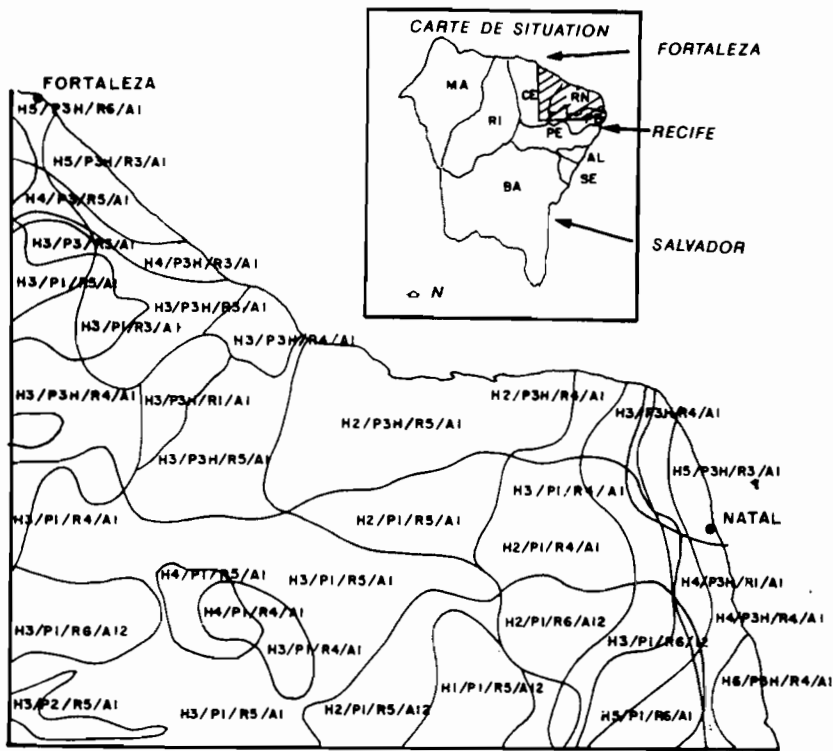 CARTE DE SITUATION
FORTALEZA
MA
CE
RN
RI
PB
PE
RECIFE
AL
SE
BA
SALVADOR
N
FORTALEZA
H5/P3H/R6/A1
H5/P3H/R3/A1
H4/P3/R5/A1
H3/P3/R5/A1
H4/P3H/R3/A1
H3/P1/R5/A1
H3/P3H/R5/A1
H3/P1/R3/A1
H3/P3H/R4/A1
H3/P3H/R4/A1
H3/P3H/R1/A1
H2/P3H/R4/A1
H3/P3H/R4/A1
H2/P3H/R5/A1
H3/P3H/R5/A1
H5/P3H/R3/A1
H3/P1/R4/A1
H3/P1/R4/A1
H2/P1/R5/A1
NATAL
H2/P1/R4/A1
H4/P1/R5/A1
H3/P1/R5/A1
H4/P3H/R1/A1
H4/P1/R4/A1
H2/P1/R6/A12
H4/P3H/R4/A1
H3/P1/R6/A12
H3/P1/R4/A1
H3/P1/R6/12
H6/P3H/R4/A1
H1/P1/R5/A12
H3/P2/R5/A1
H3/P1/R5/A1
H2/P1/R5/A12
H5/P1/R6/A1